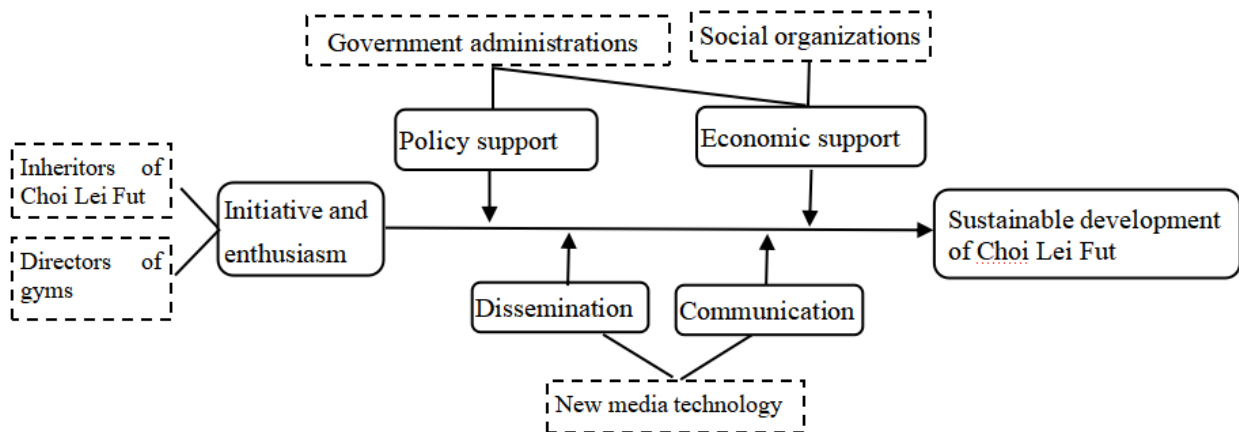 Government administrations
Social organizations
Policy support
Economic support
Inheritors of
Choi Lei Fut
Directors of
gyms
Initiative and
enthusiasm
Sustainable development
of Choi Lei Fut
Dissemination
Communication
New media technology